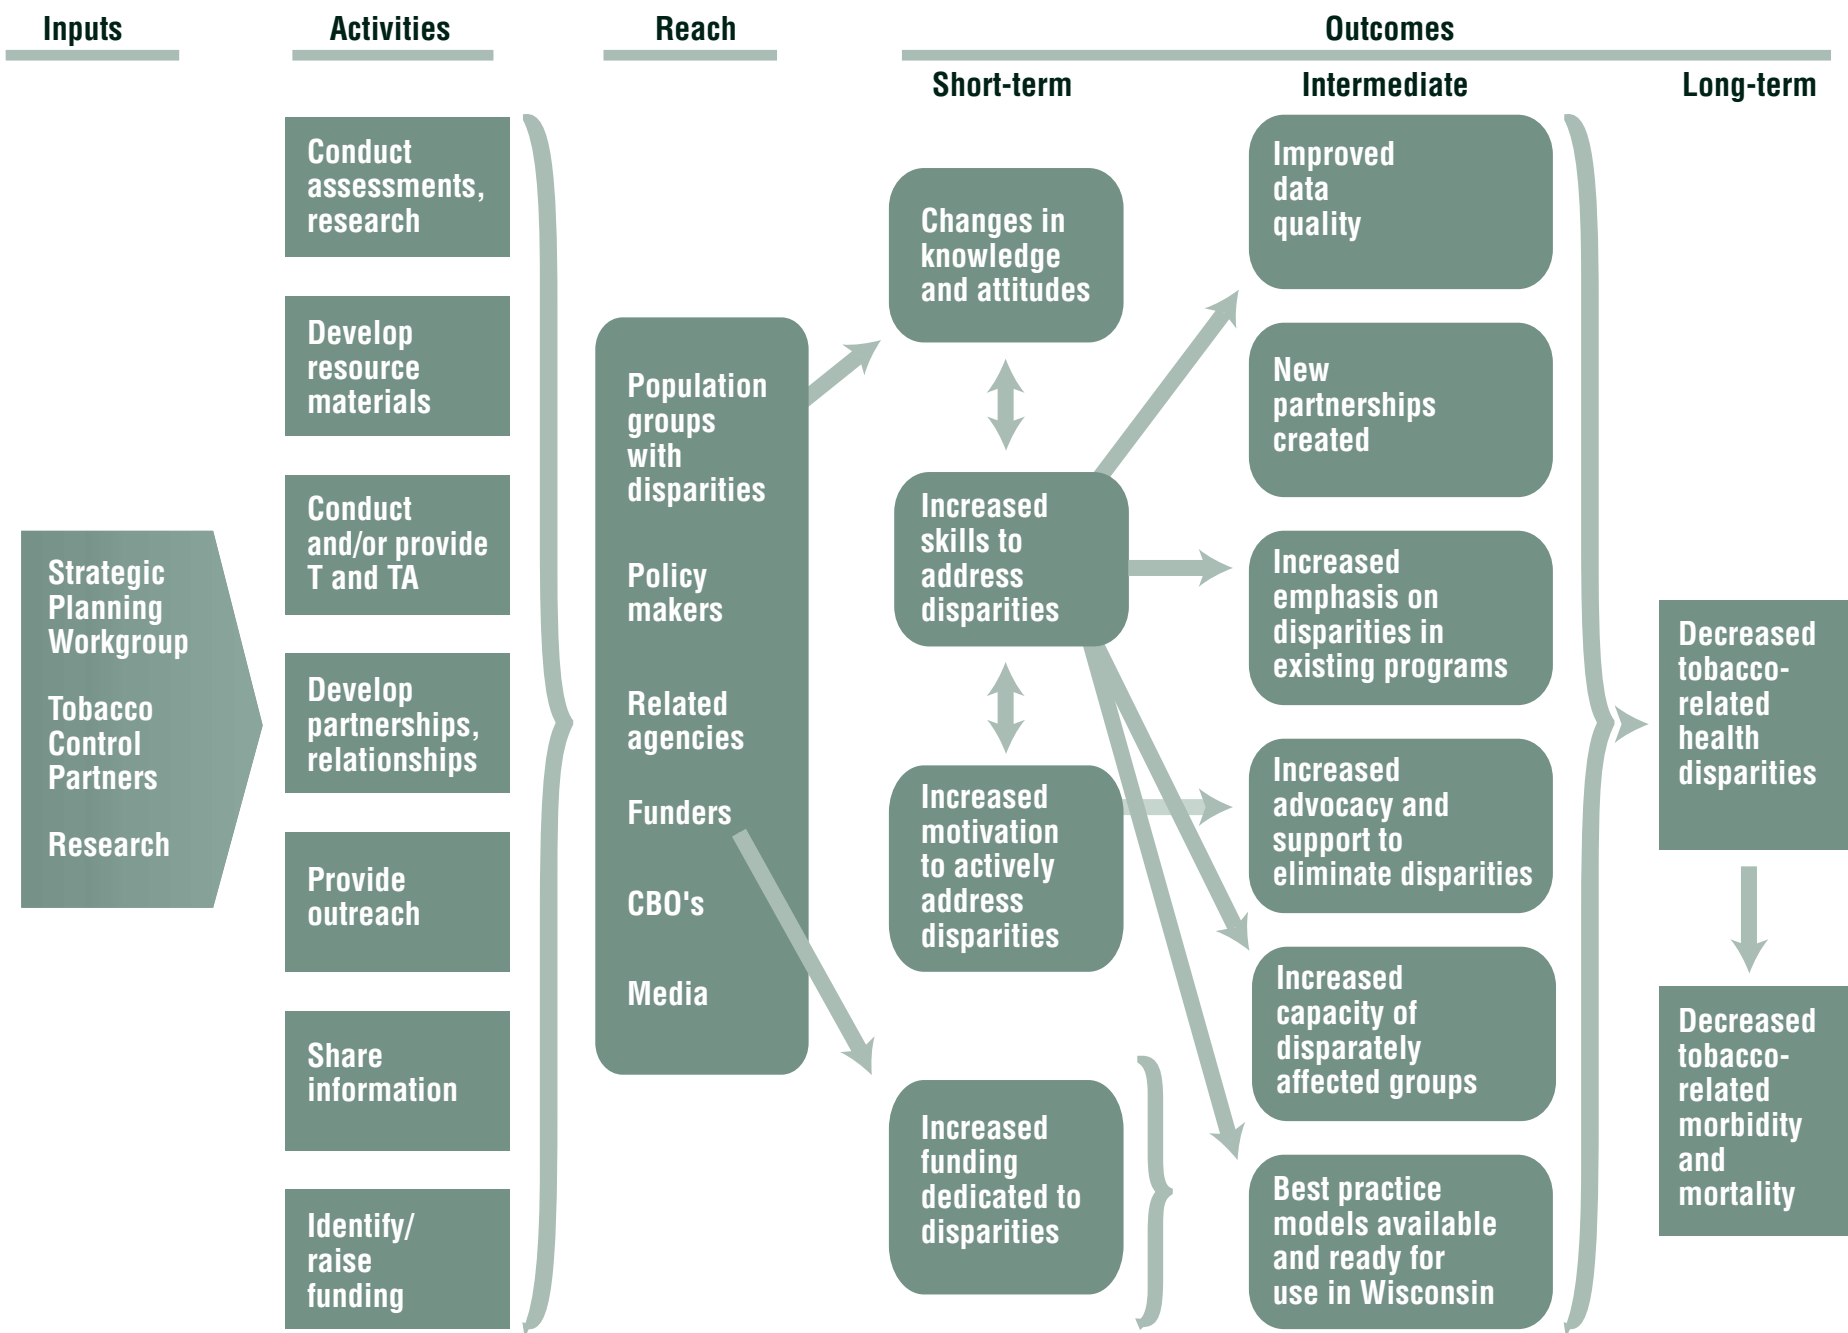 Inputs
Activities
Reach
Outcomes
Short-term
Intermediate
Long-term
Strategic
Planning
Workgroup
Tobacco
Control
Partners
Research
Conduct
assessments,
research
Develop
resource
materials
Conduct
and/or provide
T and TA
Develop
partnerships,
relationships
Provide
outreach
Share
information
Identify/
raise
funding
Population
groups
with
disparities
Policy
makers
Related
agencies
Funders
CBO's
Media
Changes in
knowledge
and attitudes
Increased
skills to
address
disparities
Increased
motivation
to actively
address
disparities
Increased
funding
dedicated to
disparities
Improved
data
quality
New
partnerships
created
Increased
emphasis on
disparities in
existing programs
Increased
advocacy and
support to
eliminate disparities
Increased
capacity of
disparately
affected groups
Best practice
models available
and ready for
use in Wisconsin
Decreased
tobacco-
related
health
disparities
Decreased
tobacco-
related
morbidity
and
mortality